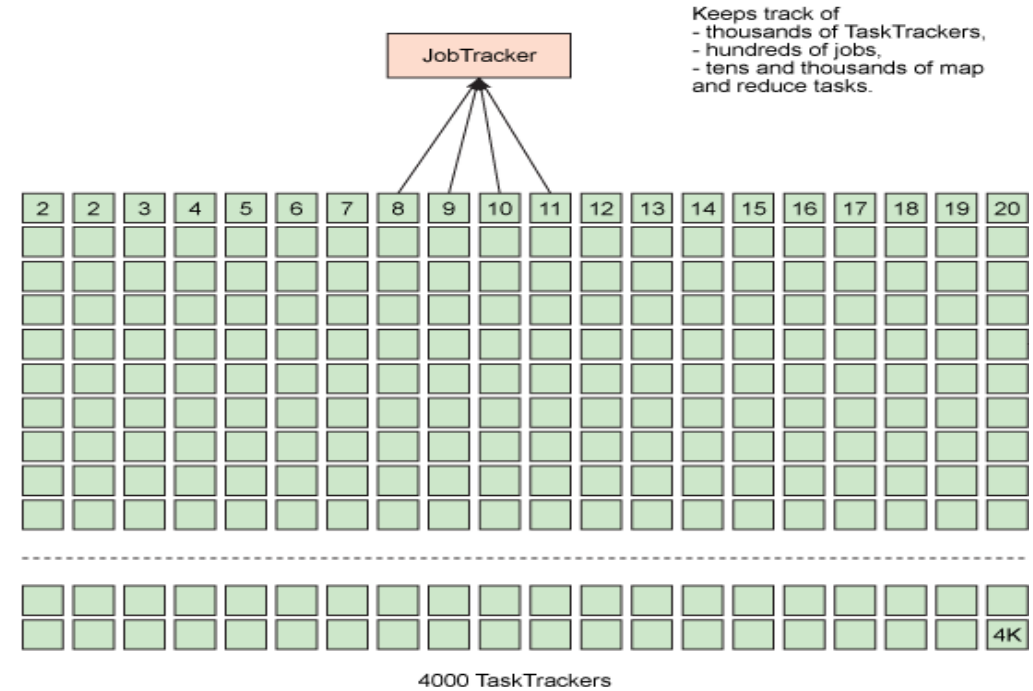 Keeps track of
- thousands of TaskTrackers,
- hundreds of jobs,
- tens and thousands of map
and reduce tasks.
JobTracker
2 2 3 4 5 6 7 8 9 10 11 12 13 14 15 16 17 18 19 20
4K
4000 TaskTrackers